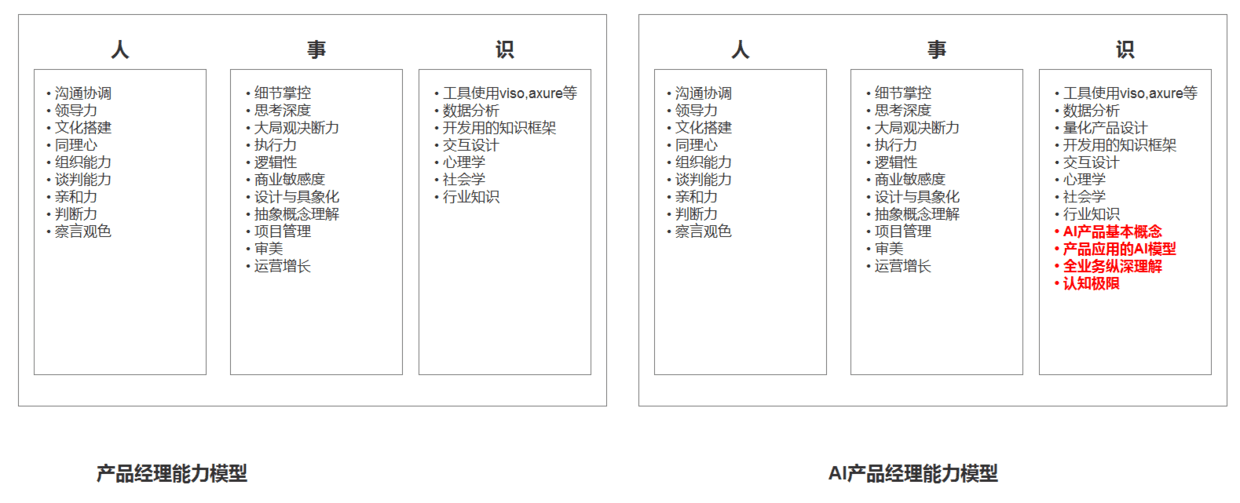 人
• 沟通协调
• 领导力
• 文化搭建
• 同理心
• 组织能力
• 谈判能力
• 亲和力
• 判断力
• 察言观色
事
• 细节掌控
• 思考深度
• 大局观决断力
• 执行力
• 逻辑性
• 商业敏感度
• 设计与具象化
• 抽象概念理解
• 项目管理
• 审美
• 运营增长
识
• 工具使用viso,axure等
• 数据分析
• 开发用的知识框架
• 交互设计
• 心理学
• 社会学
• 行业知识
产品经理能力模型
人
• 沟通协调
• 领导力
• 文化搭建
• 同理心
• 组织能力
• 谈判能力
• 亲和力
• 判断力
• 察言观色
事
• 细节掌控
• 思考深度
• 大局观决断力
• 执行力
• 逻辑性
• 商业敏感度
• 设计与具象化
• 抽象概念理解
• 项目管理
• 审美
• 运营增长
识
• 工具使用viso,axure等
• 数据分析
• 量化产品设计
• 开发用的知识框架
• 交互设计
• 心理学
• 社会学
• 行业知识
• AI产品基本概念
• 产品应用的AI模型
• 全业务纵深理解
• 认知极限
AI产品经理能力模型